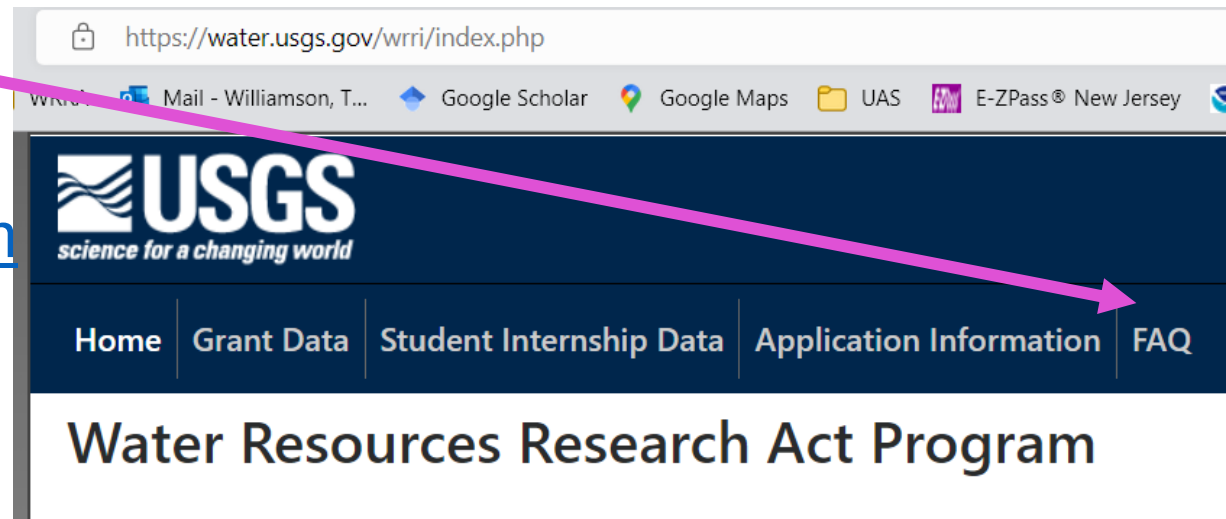 https://water.usgs.gov/wrri/index.php
Mail - Williamson, T... Google Scholar Google Maps UAS E-ZPass® New Jersey
USGS
science for a changing world
Home Grant Data Student Internship Data Application Information FAQ
Water Resources Research Act Program